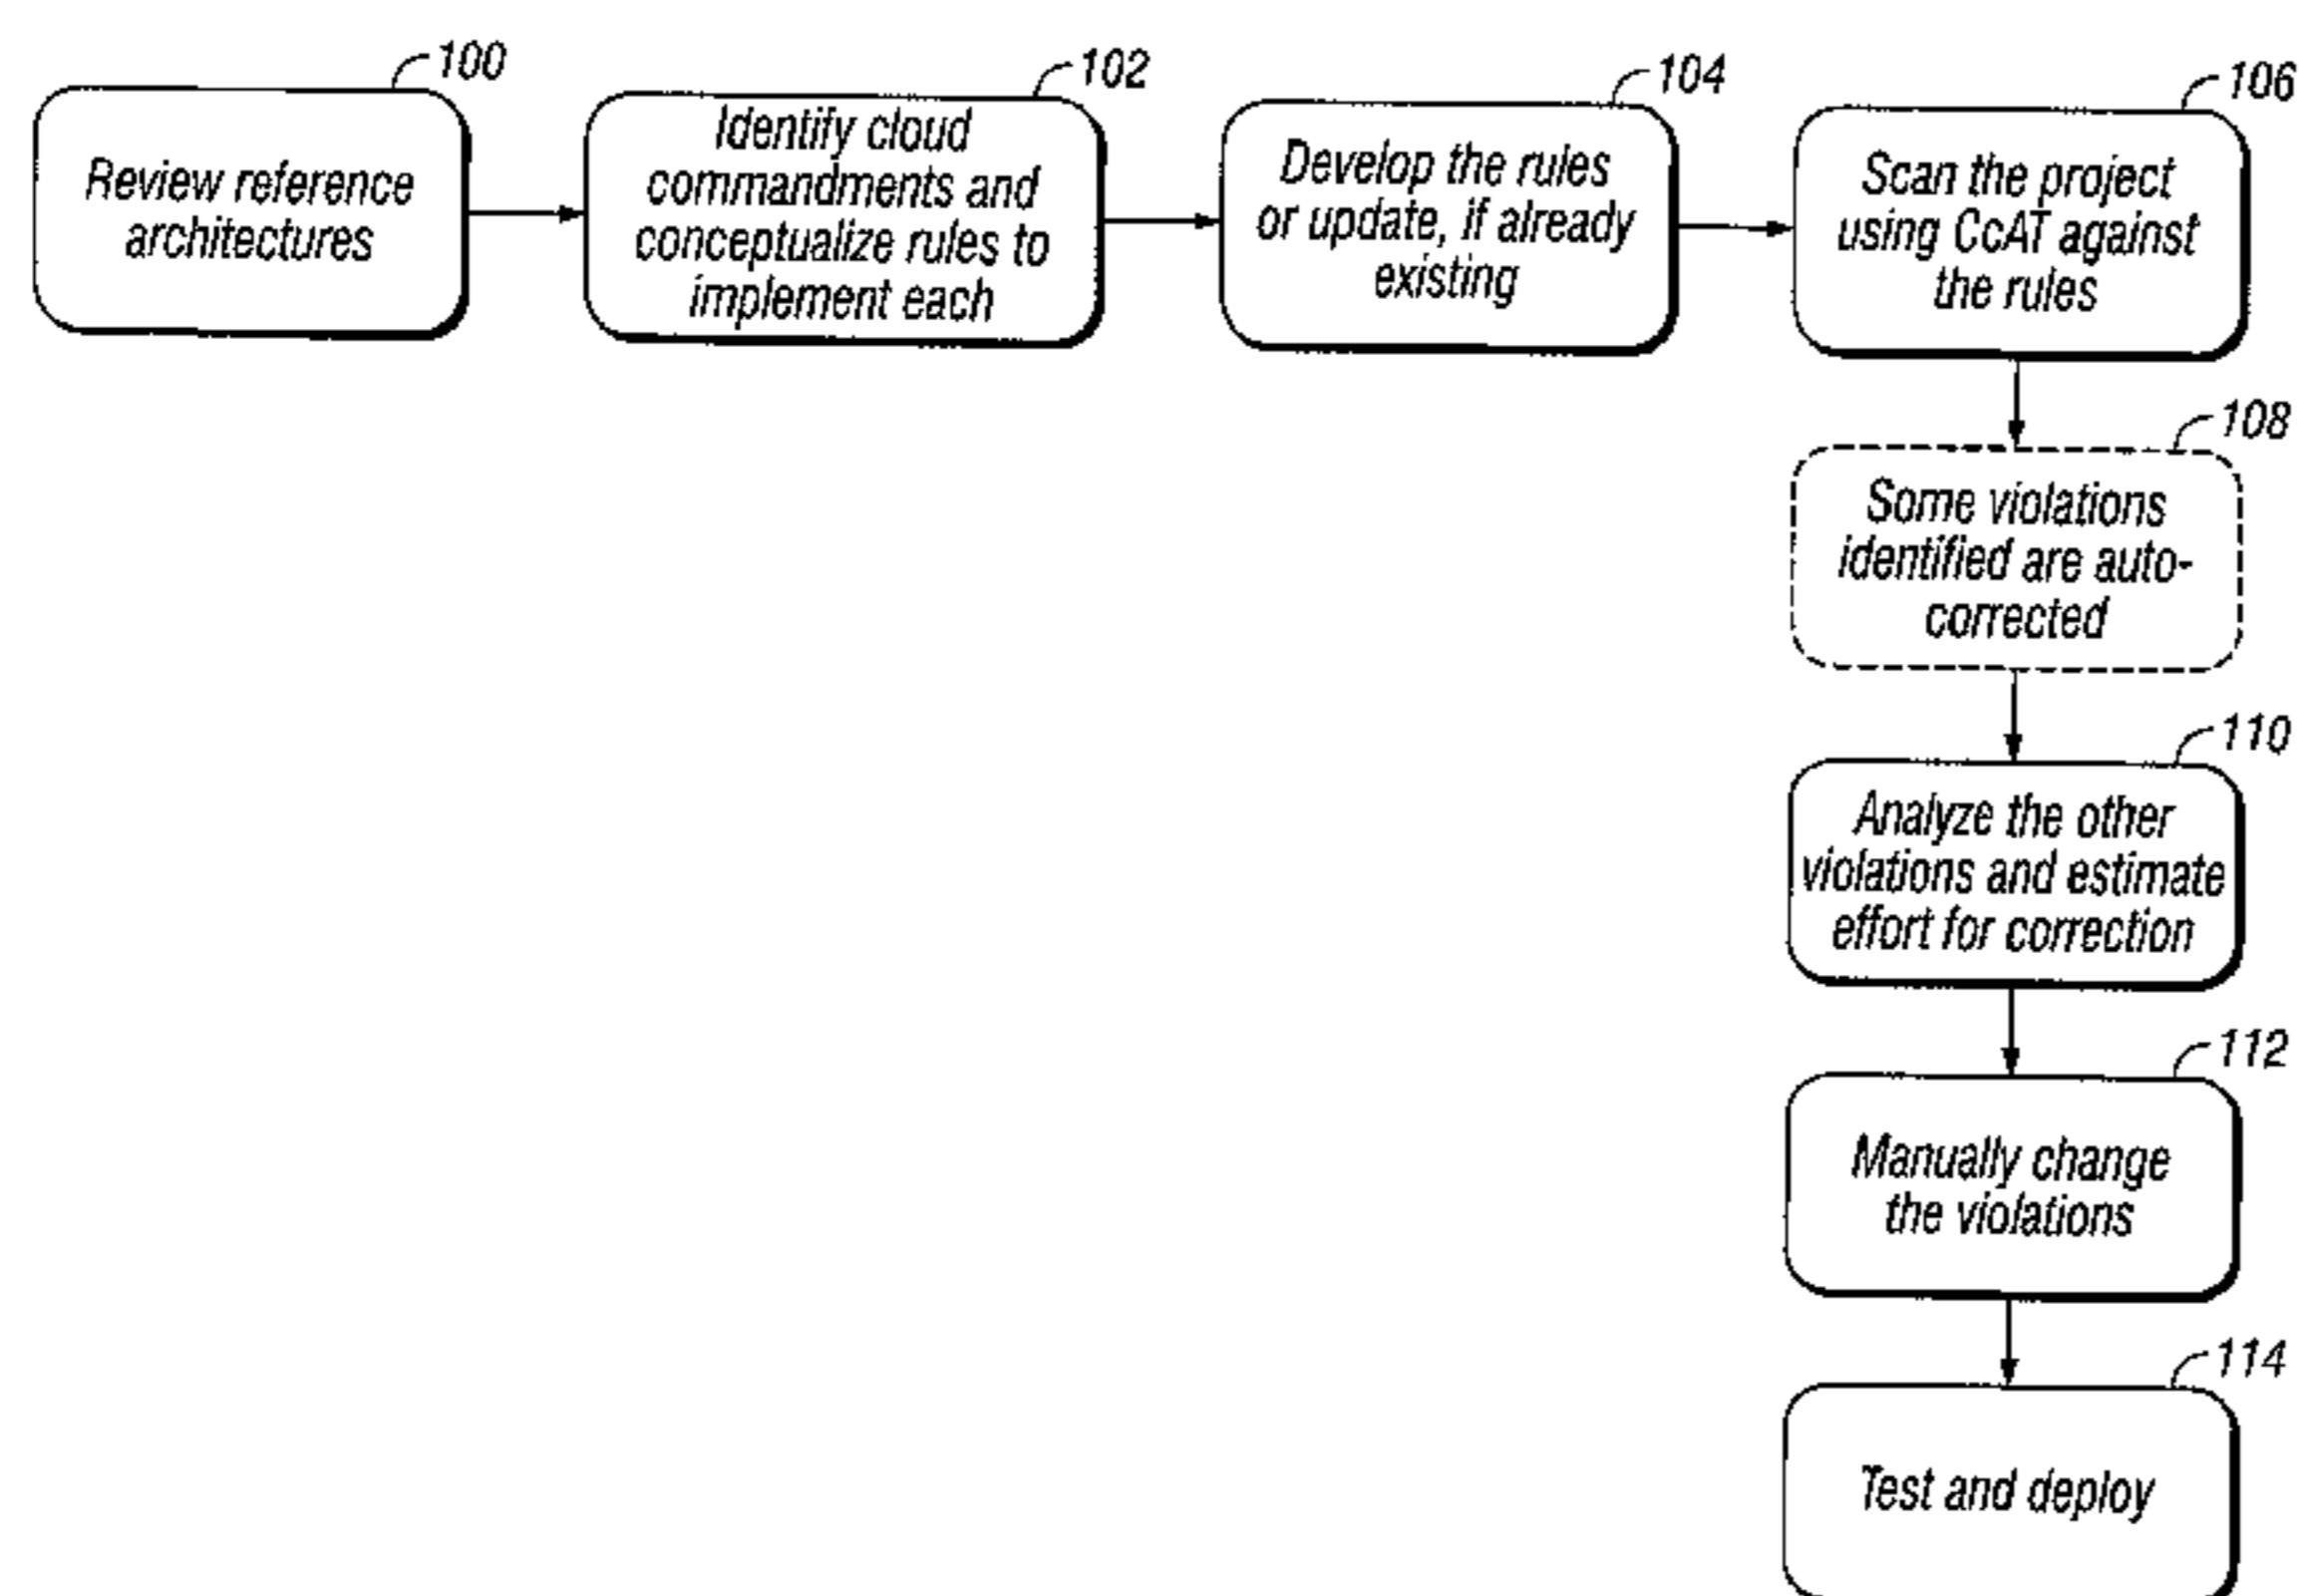 100
Review reference
architectures
102
Identify cloud
commandments and
conceptualize rules to
implement each
104
Develop the rules
or update, if already
existing
106
Scan the project
using CcAT against
the rules
108
Some violations
identified are auto-
corrected
110
Analyze the other
violations and estimate
effort for correction
112
Manually change
the violations
114
Test and deploy